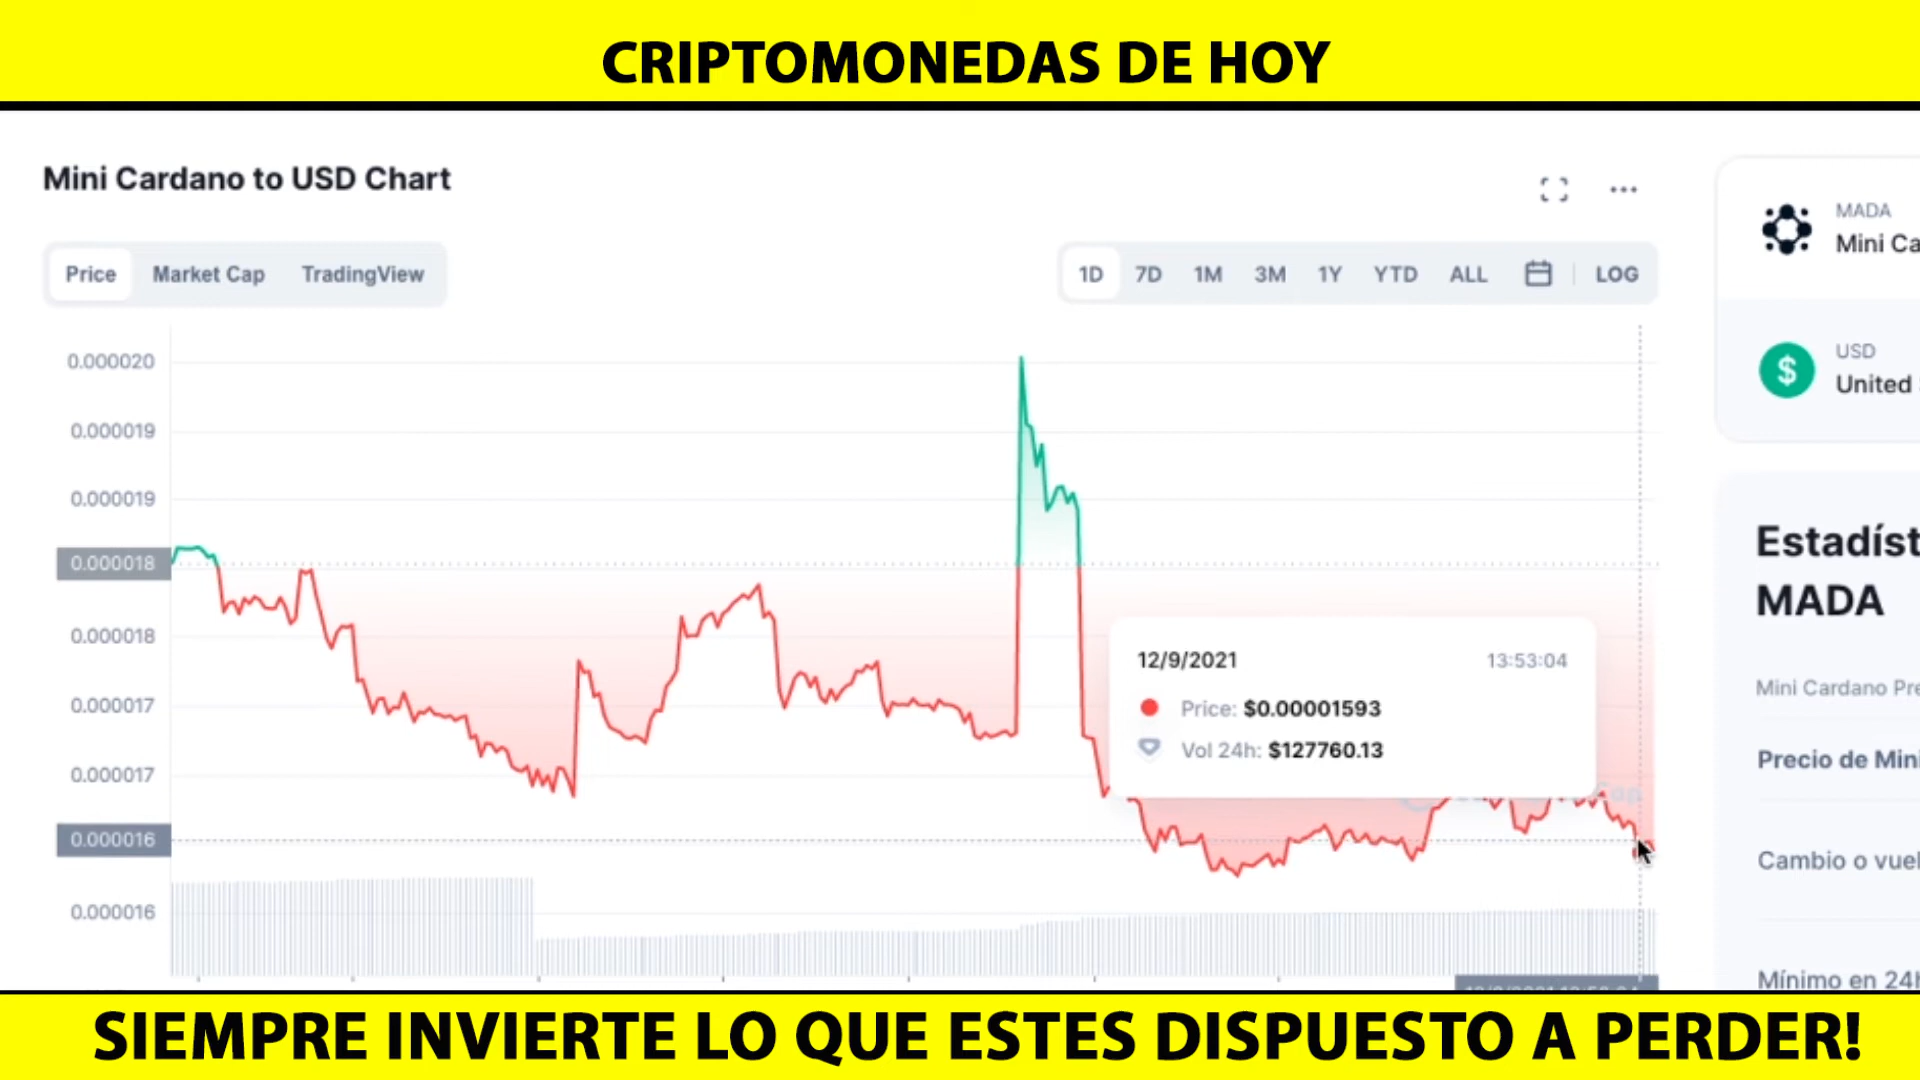 CRIPTOMONEDAS DE HOY
Mini Cardano to USD Chart
Price Market Cap TradingView
1D 7D 1M 3M 1Y YTD ALL LOG
0.000020
0.000019
0.000019
0.000018
0.000018
0.000017
0.000017
0.000016
0.000016
12/9/2021 13:53:04
Price: $0.00001593
Vol 24h: $127760.13
MADA
Mini Ca
USD
$
United
Estadíst
MADA
Mini Cardano Pre
Precio de Mini
Cambio o vuel
Mínimo en 24h
SIEMPRE INVIERTE LO QUE ESTES DISPUESTO A PERDER!